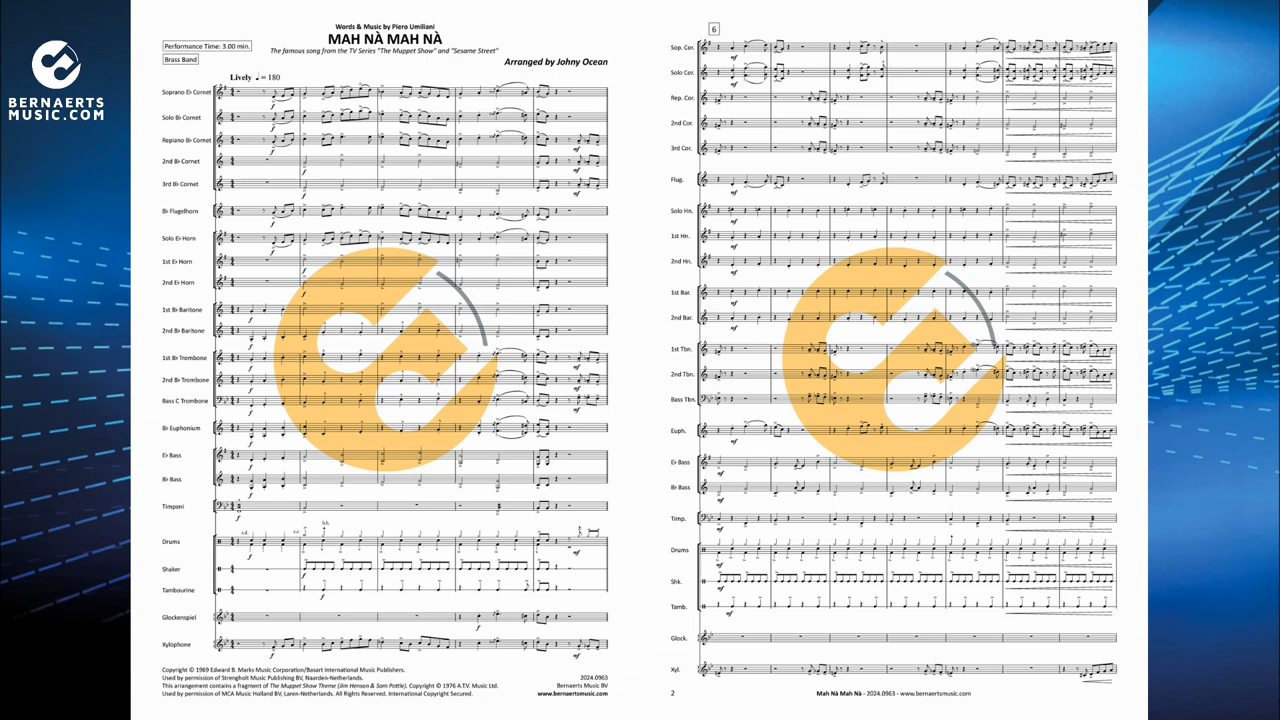 BERNAERTS
MUSIC.COM
Words & Music by Piero Umiliani
MAH NÀ MAH NÀ
The famous song from the TV Series "The Muppet Show" and "Sesame Street"
Performance Time: 3.00 min.
Brass Band
Arranged by Johny Ocean
Lively ♩ = 180
Soprano E♭ Cornet
Solo B♭ Cornet
Repiano B♭ Cornet
2nd B♭ Cornet
3rd B♭ Cornet
B♭ Flugelhorn
Solo E♭ Horn
1st E♭ Horn
2nd E♭ Horn
1st B♭ Baritone
2nd B♭ Baritone
1st B♭ Trombone
2nd B♭ Trombone
Bass C Trombone
B♭ Euphonium
E♭ Bass
B♭ Bass
Timpani
Drums
Shaker
Tambourine
Glockenspiel
Xylophone
Copyright © 1969 Edward B. Marks Music Corporation/Basart International Music Publishers.
Used by permission of Strengholt Music Publishers BV, Naarden-Netherlands.
This arrangement contains a fragment of The Muppet Show Theme (Jim Henson & Sam Pottle). Copyright © 1976 A.T.V. Music Ltd.
Used by permission of MCA Music Holland BV, Laren-Netherlands. All Rights Reserved. International Copyright Secured.
2024.0963
Bernaerts Music BV
www.bernaertsmusic.com
6
Sop. Cor.
Solo Cor.
Rep. Cor.
2nd Cor.
3rd Cor.
Flug.
Solo Hn.
1st Hn.
2nd Hn.
1st Bar.
2nd Bar.
1st Tbn.
2nd Tbn.
Bass Tbn.
Euph.
E♭ Bass
B♭ Bass
Timp.
Drums
Shk.
Tamb.
Glock.
Xyl.
2
Mah Nà Mah Nà - 2024.0963 - www.bernaertsmusic.com